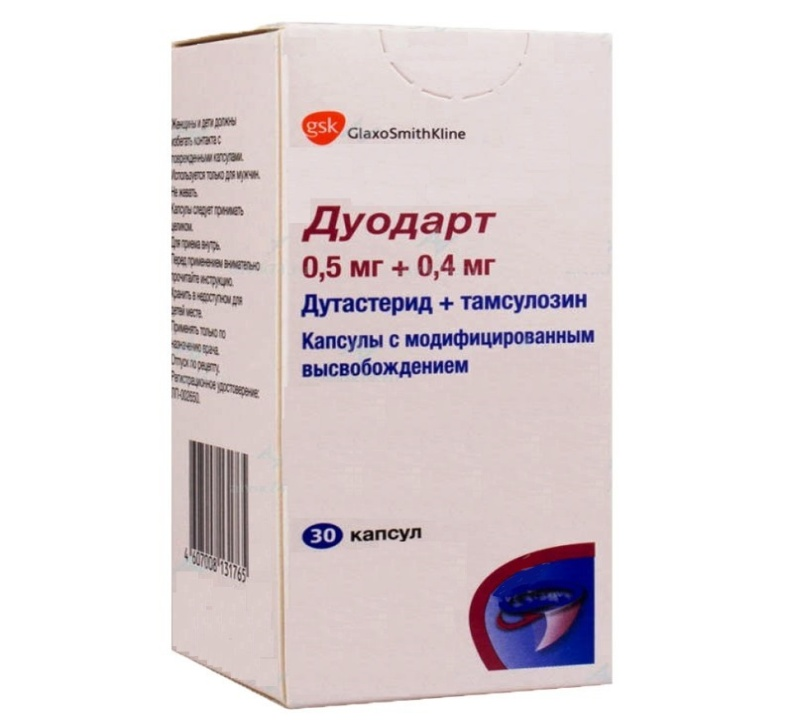 gsk GlaxoSmithKline
Дуодарт
0,5 мг + 0,4 мг
Дутастерид + тамсулозин
Капсулы с модифицированным
высвобождением
30 капсул
Женщины и дети должны
избегать контакта с
поврежденными капсулами.
Используется только для мужчин.
Не жевать.
Капсулы следует принимать
целиком.
Для приема внутрь.
Перед применением внимательно
прочитайте инструкцию.
Хранить в недоступном для
детей месте.
Применять только по
назначению врача.
Отпуск по рецепту.
Регистрационное удостоверение:
ЛП-002650.
4 607008 131765